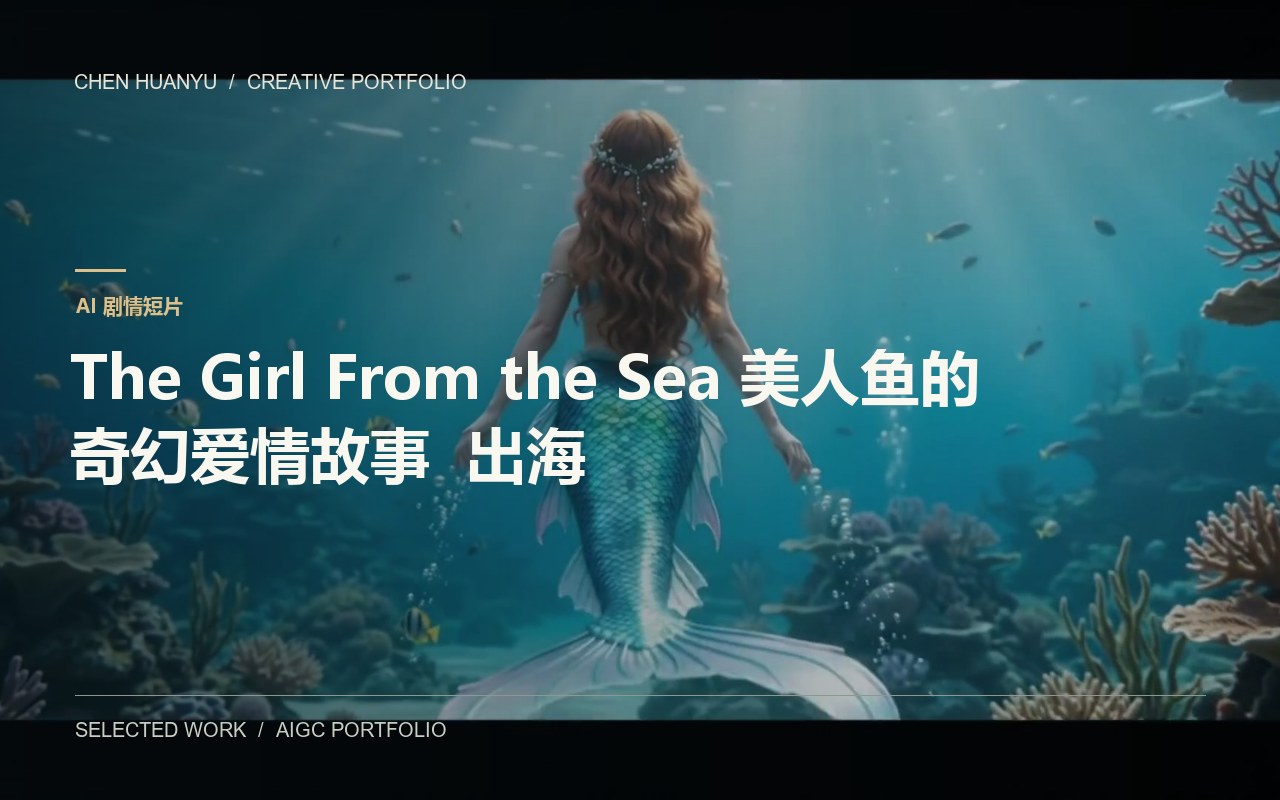 CHEN HUANYU / CREATIVE PORTFOLIO
AI 剧情短片
The Girl From the Sea 美人鱼的
奇幻爱情故事 出海
SELECTED WORK / AIGC PORTFOLIO